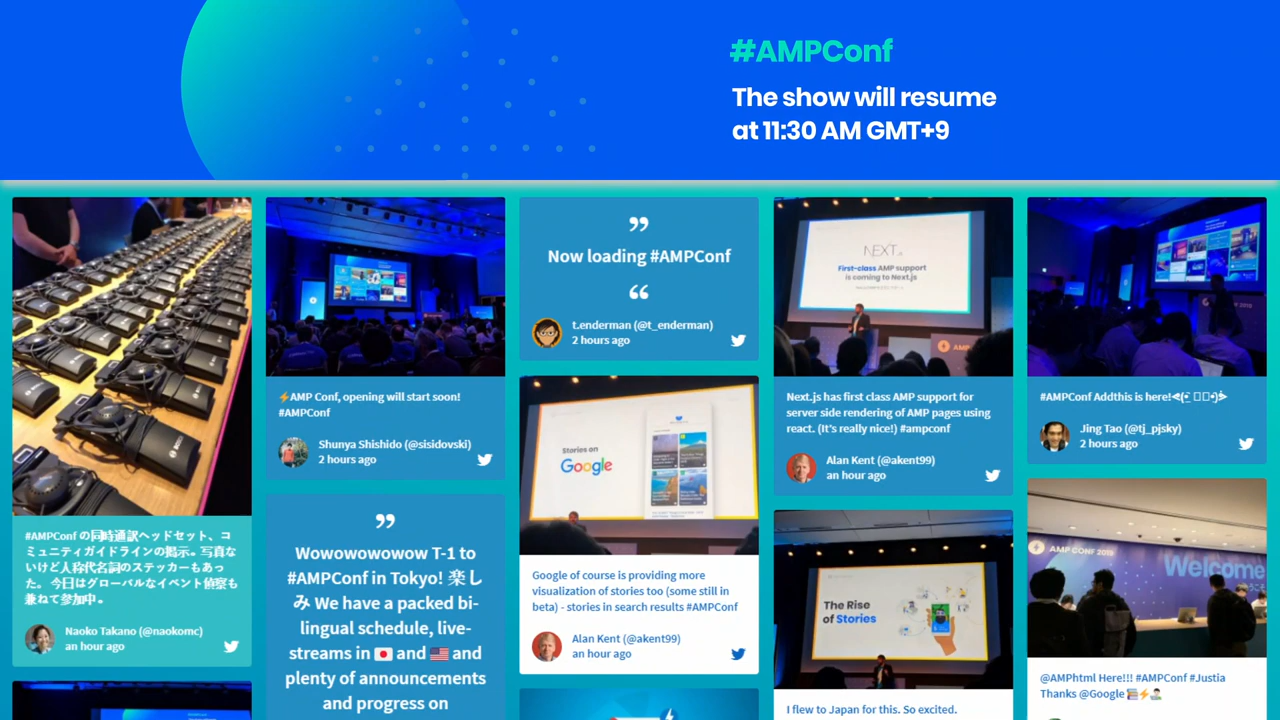 #AMPConf
The show will resume
at 11:30 AM GMT+9
#AMPConf の同時通訳ヘッドセット、コ
ミュニティガイドラインの掲示。写真な
いけど人称代名詞のステッカーもあっ
た。今日はグローバルなイベント偵察も
兼ねて参加中。
Naoko Takano (@naokomc)
an hour ago
⚡AMP Conf, opening will start soon!
#AMPConf
Shunya Shishido (@sisidovski)
2 hours ago
”
Wowowowowow T-1 to
#AMPConf in Tokyo! 楽し
み We have a packed bi-
lingual schedule, live-
streams in 🇯🇵 and 🇺🇸 and
plenty of announcements
and progress on
”
Now loading #AMPConf
“
t.enderman (@t_enderman)
2 hours ago
Stories on
Google
Google of course is providing more
visualization of stories too (some still in
beta) - stories in search results #AMPConf
Alan Kent (@akent99)
an hour ago
NEXT.JS
First-class AMP support
is coming to Next.js
AMP
Next.js has first class AMP support for
server side rendering of AMP pages using
react. (It's really nice!) #ampconf
Alan Kent (@akent99)
an hour ago
The Rise
of Stories
I flew to Japan for this. So excited.
#AMPConf Addthis is here!
Jing Tao (@tj_pjsky)
2 hours ago
AMP CONF 2019
Welcome
@AMPhtml Here!!! #AMPConf #Justia
Thanks @Google